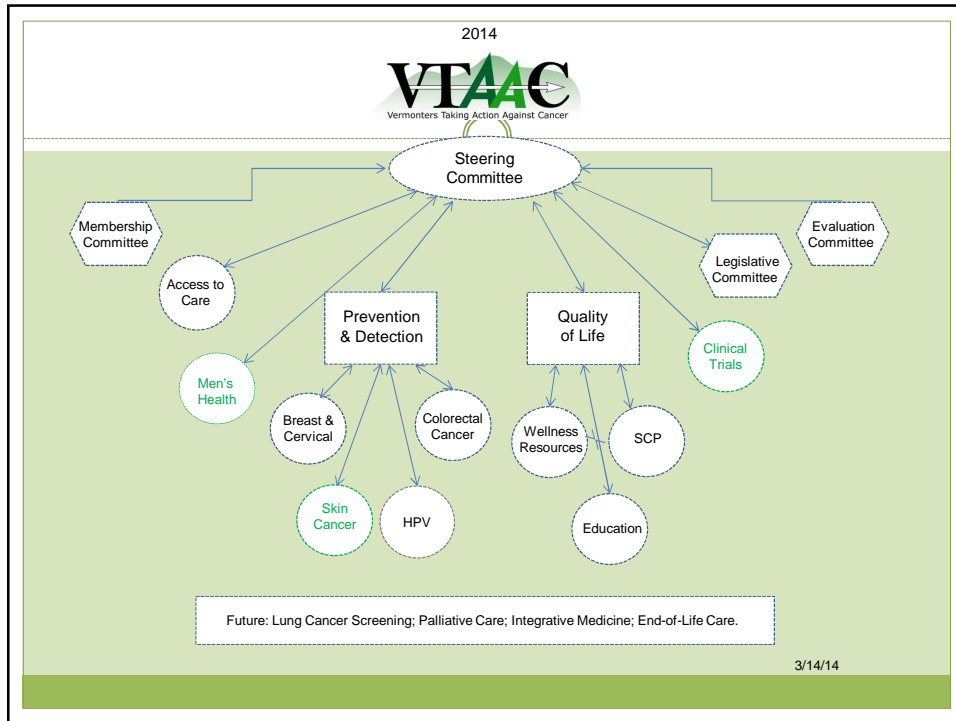 2014
VTAAC
Vermonters Taking Action Against Cancer
Steering
Committee
Membership
Committee
Evaluation
Committee
Legislative
Committee
Access to
Care
Prevention
& Detection
Quality
of Life
Clinical
Trials
Men's
Health
Breast &
Cervical
Colorectal
Cancer
Wellness
Resources
SCP
Skin
Cancer
HPV
Education
Future: Lung Cancer Screening; Palliative Care; Integrative Medicine; End-of-Life Care.
3/14/14